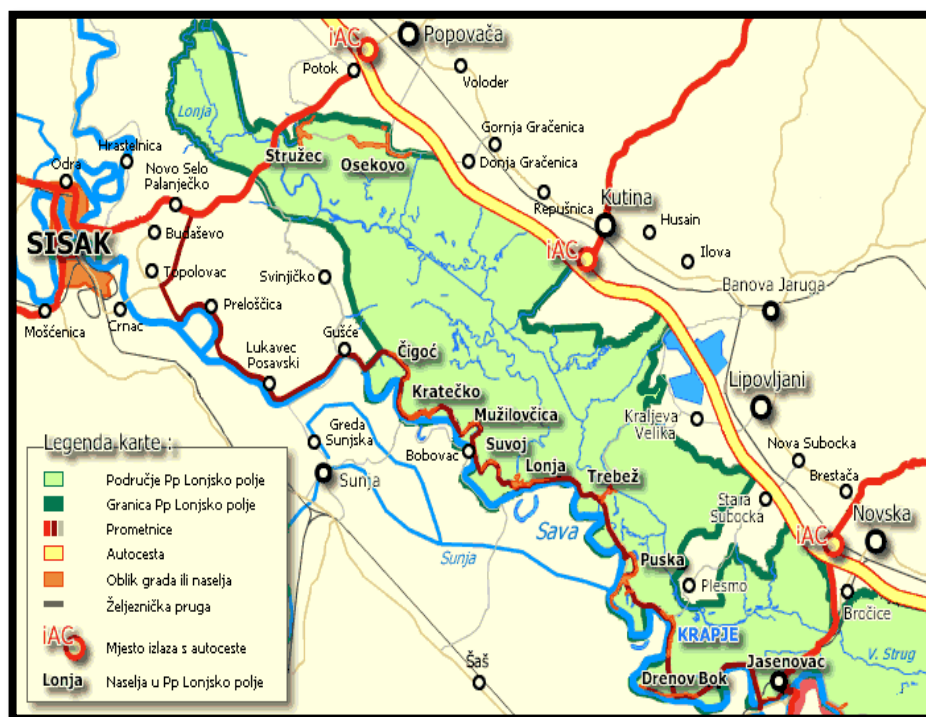 iAC
Popovača
Potok
Voloder
Lonja
Gornja Gračenica
Hrastelnica
Stružec
Osekovo
Donja Gračenica
Odra
Novo Selo
Palanječko
Repušnica
Kutina
Husain
SISAK
Budaševo
iAC
Ilova
Topolovac
Svinjičko
Banova Jaruga
Mošćenica
Crnac
Preloščica
Gušće
Lukavec
Posavski
Čigoć
Lipovljani
Kratečko
Mužilovčica
Kraljeva
Velika
Greda
Sunjska
Bobovac
Suvoj
Nova Subocka
Lonja
Trebež
Brestača
Sunja
Stara
Subocka
Novska
iAC
Sava
Sunja
Puska
Plesmo
Bročice
KRAPJE
V. Strug
Šaš
Drenov Bok
Jasenovac
Legenda karte :
Područje Pp Lonjsko polje
Granica Pp Lonjsko polje
Prometnice
Autocesta
Oblik grada ili naselja
Željeznička pruga
iAC Mjesto izlaza s autoceste
Lonja Naselja u Pp Lonjsko polje